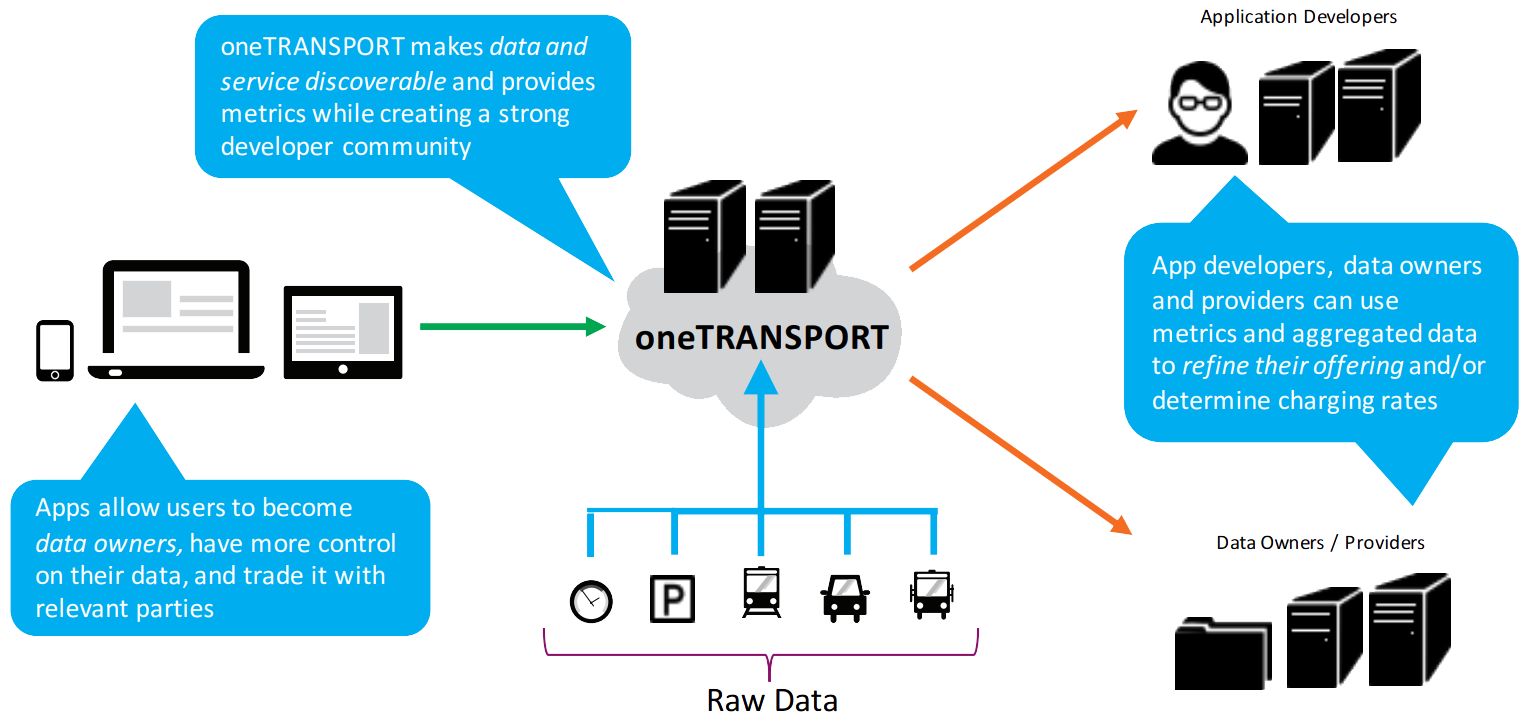 Application Developers
oneTRANSPORT makes data and
service discoverable and provides
metrics while creating a strong
developer community
oneTRANSPORT
App developers, data owners
and providers can use
metrics and aggregated data
to refine their offering and/or
determine charging rates
Apps allow users to become
data owners, have more control
on their data, and trade it with
relevant parties
Data Owners / Providers
P
Raw Data